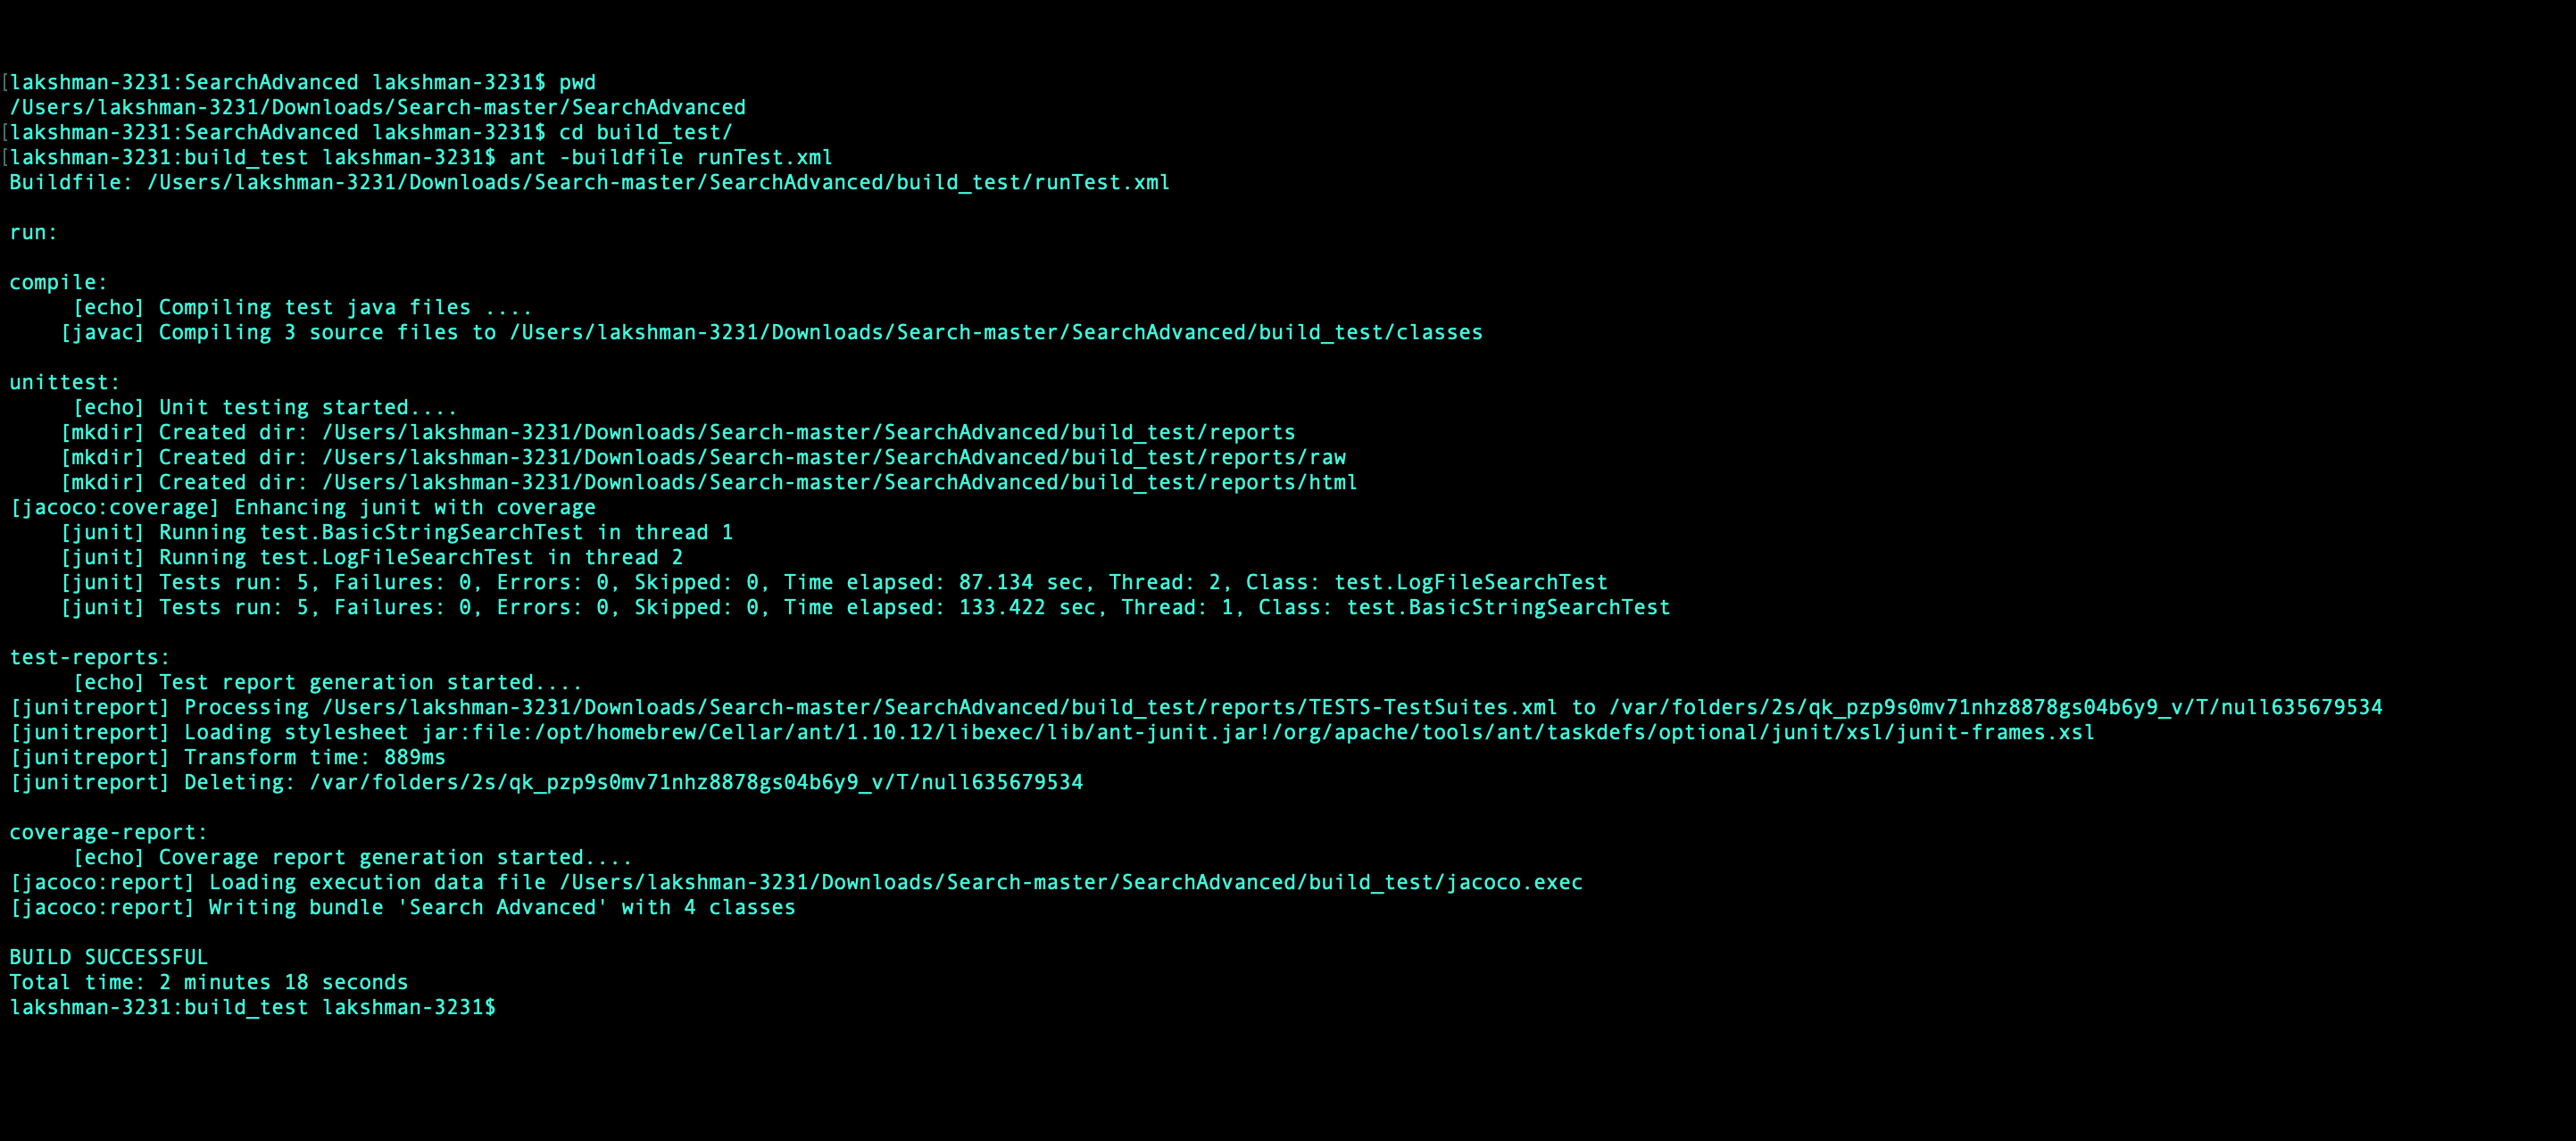 [lakshman-3231:SearchAdvanced lakshman-3231$ pwd
/Users/lakshman-3231/Downloads/Search-master/SearchAdvanced
[lakshman-3231:SearchAdvanced lakshman-3231$ cd build_test/
[lakshman-3231:build_test lakshman-3231$ ant -buildfile runTest.xml
Buildfile: /Users/lakshman-3231/Downloads/Search-master/SearchAdvanced/build_test/runTest.xml
run:
compile:
[echo] Compiling test java files ....
[javac] Compiling 3 source files to /Users/lakshman-3231/Downloads/Search-master/SearchAdvanced/build_test/classes
unittest:
[echo] Unit testing started....
[mkdir] Created dir: /Users/lakshman-3231/Downloads/Search-master/SearchAdvanced/build_test/reports
[mkdir] Created dir: /Users/lakshman-3231/Downloads/Search-master/SearchAdvanced/build_test/reports/raw
[mkdir] Created dir: /Users/lakshman-3231/Downloads/Search-master/SearchAdvanced/build_test/reports/html
[jacoco:coverage] Enhancing junit with coverage
[junit] Running test.BasicStringSearchTest in thread 1
[junit] Running test.LogFileSearchTest in thread 2
[junit] Tests run: 5, Failures: 0, Errors: 0, Skipped: 0, Time elapsed: 87.134 sec, Thread: 2, Class: test.LogFileSearchTest
[junit] Tests run: 5, Failures: 0, Errors: 0, Skipped: 0, Time elapsed: 133.422 sec, Thread: 1, Class: test.BasicStringSearchTest
test-reports:
[echo] Test report generation started....
[junitreport] Processing /Users/lakshman-3231/Downloads/Search-master/SearchAdvanced/build_test/reports/TESTS-TestSuites.xml to /var/folders/2s/qk_pzp9s0mv71nhz8878gs04b6y9_v/T/null635679534
[junitreport] Loading stylesheet jar:file:/opt/homebrew/Cellar/ant/1.10.12/libexec/lib/ant-junit.jar!/org/apache/tools/ant/taskdefs/optional/junit/xsl/junit-frames.xsl
[junitreport] Transform time: 889ms
[junitreport] Deleting: /var/folders/2s/qk_pzp9s0mv71nhz8878gs04b6y9_v/T/null635679534
coverage-report:
[echo] Coverage report generation started....
[jacoco:report] Loading execution data file /Users/lakshman-3231/Downloads/Search-master/SearchAdvanced/build_test/jacoco.exec
[jacoco:report] Writing bundle 'Search Advanced' with 4 classes
BUILD SUCCESSFUL
Total time: 2 minutes 18 seconds
lakshman-3231:build_test lakshman-3231$